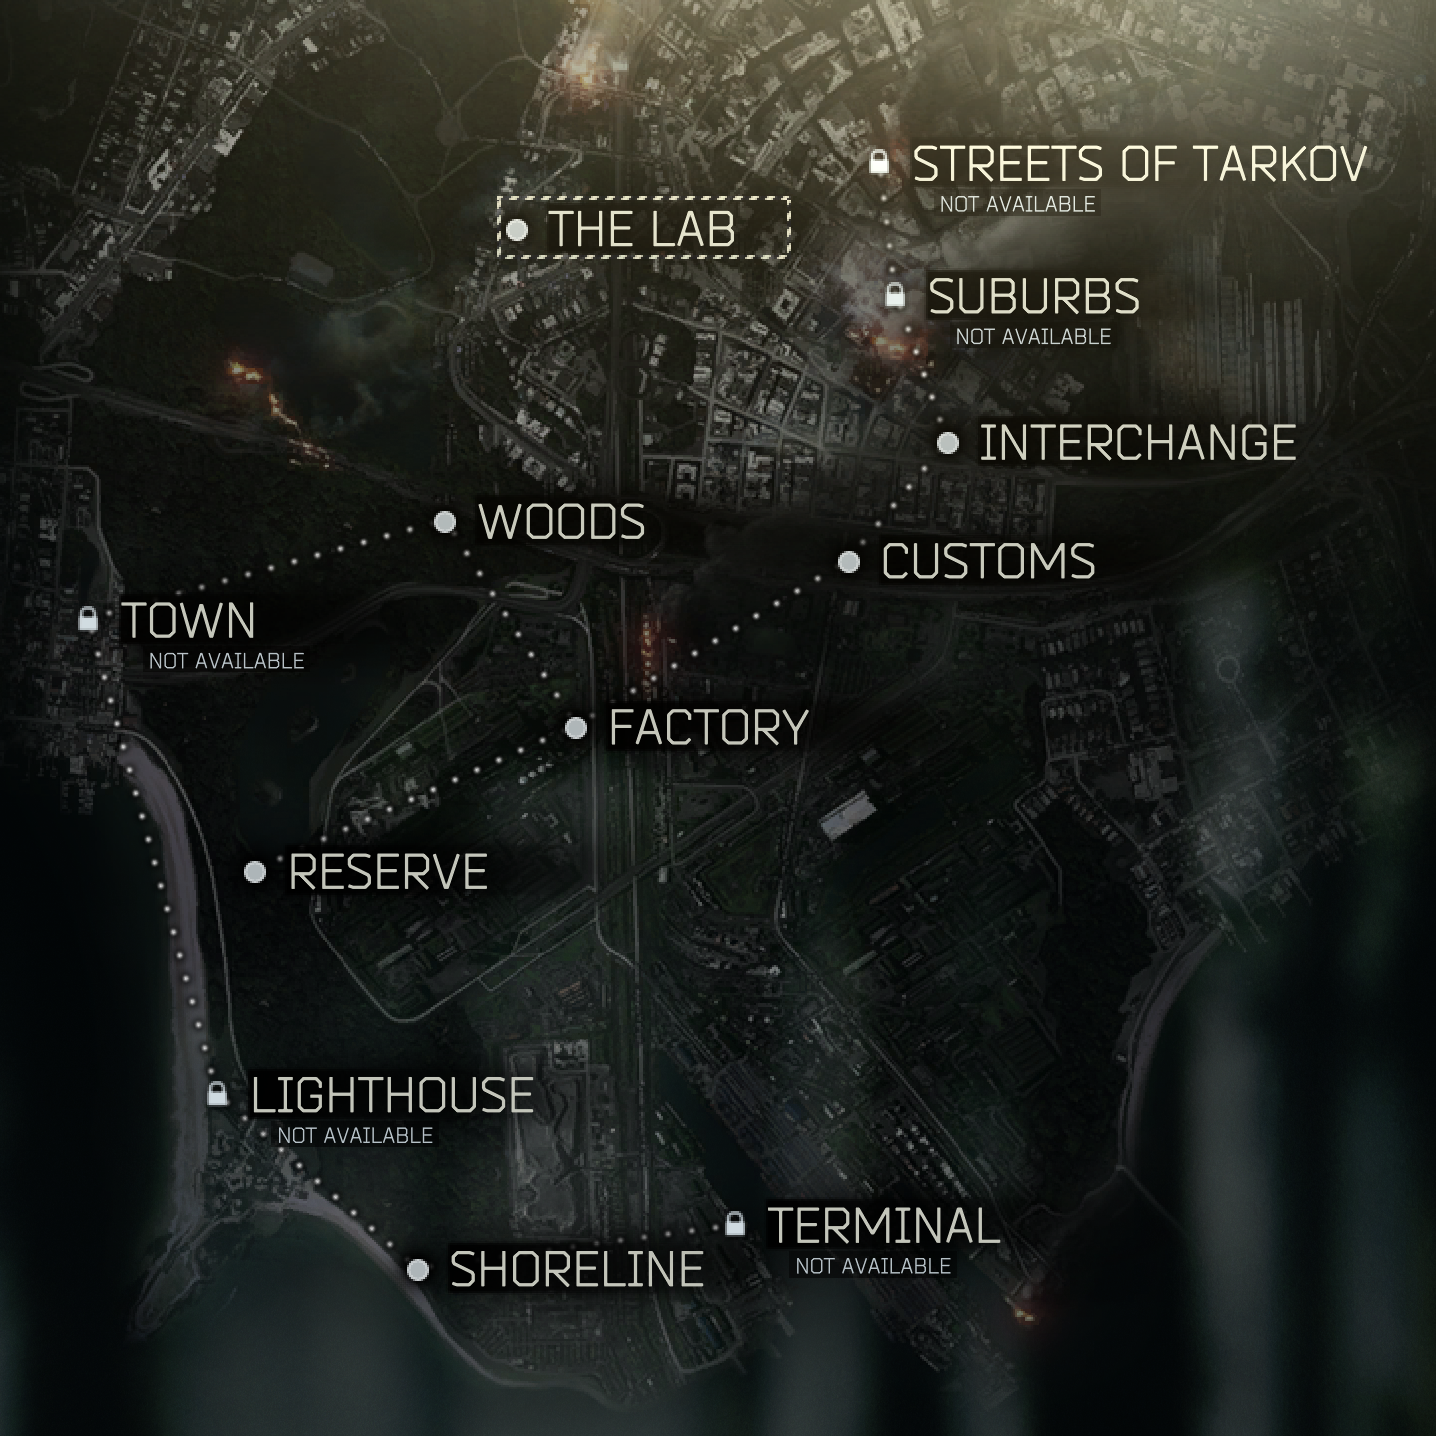 STREETS OF TARKOV
NOT AVAILABLE
THE LAB
SUBURBS
NOT AVAILABLE
INTERCHANGE
WOODS
CUSTOMS
TOWN
NOT AVAILABLE
FACTORY
RESERVE
LIGHTHOUSE
NOT AVAILABLE
TERMINAL
NOT AVAILABLE
SHORELINE